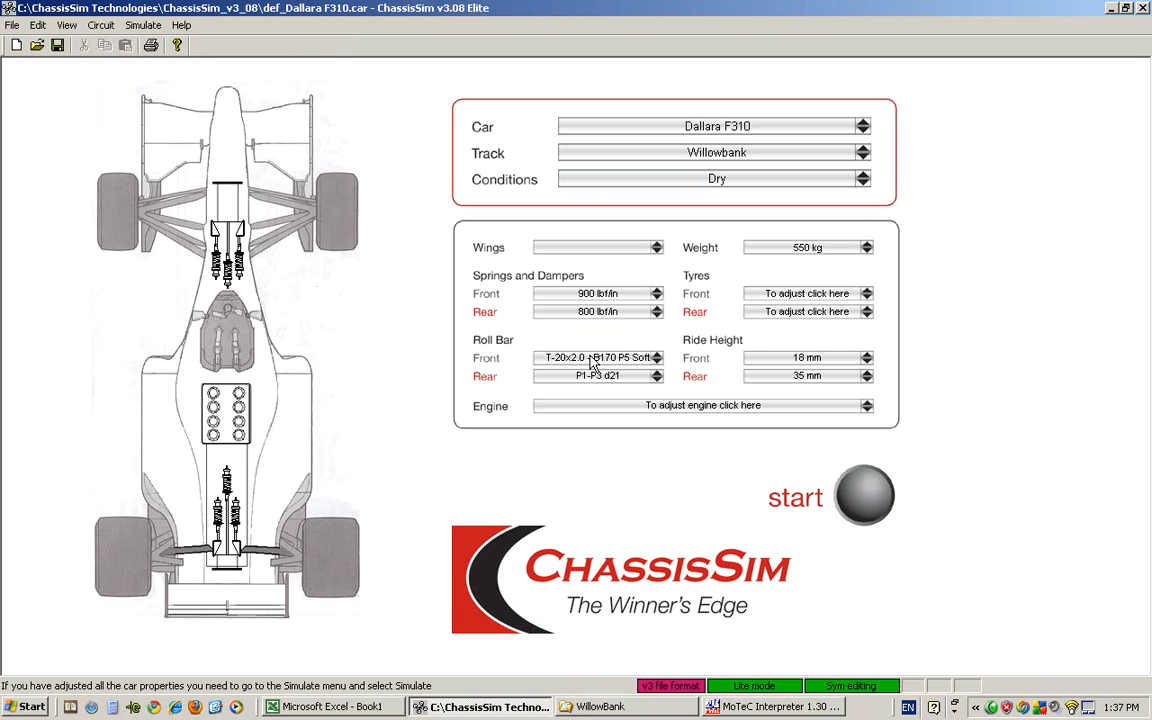 C:\ChassisSim Technologies\ChassisSim_v3_08\def_Dallara F310.car - ChassisSim v3.08 Elite
File Edit View Circuit Simulate Help
Car Dallara F310
Track Willowbank
Conditions Dry
Wings Weight 550 kg
Springs and Dampers Tyres
Front 900 lbf/in Front To adjust click here
Rear 800 lbf/in Rear To adjust click here
Roll Bar Ride Height
Front T-20x2.0 - B170 P5 Soft Front 18 mm
Rear P1-P3 d21 Rear 35 mm
Engine To adjust engine click here
start
CHASSISSIM
The Winner's Edge
If you have adjusted all the car properties you need to go to the Simulate menu and select Simulate v3 file format Lite mode Sym editing
Start Microsoft Excel - Book1 ChassisSim Techno... WillowBank MoTeC Interpreter 1.30 ... EN 1:37 PM